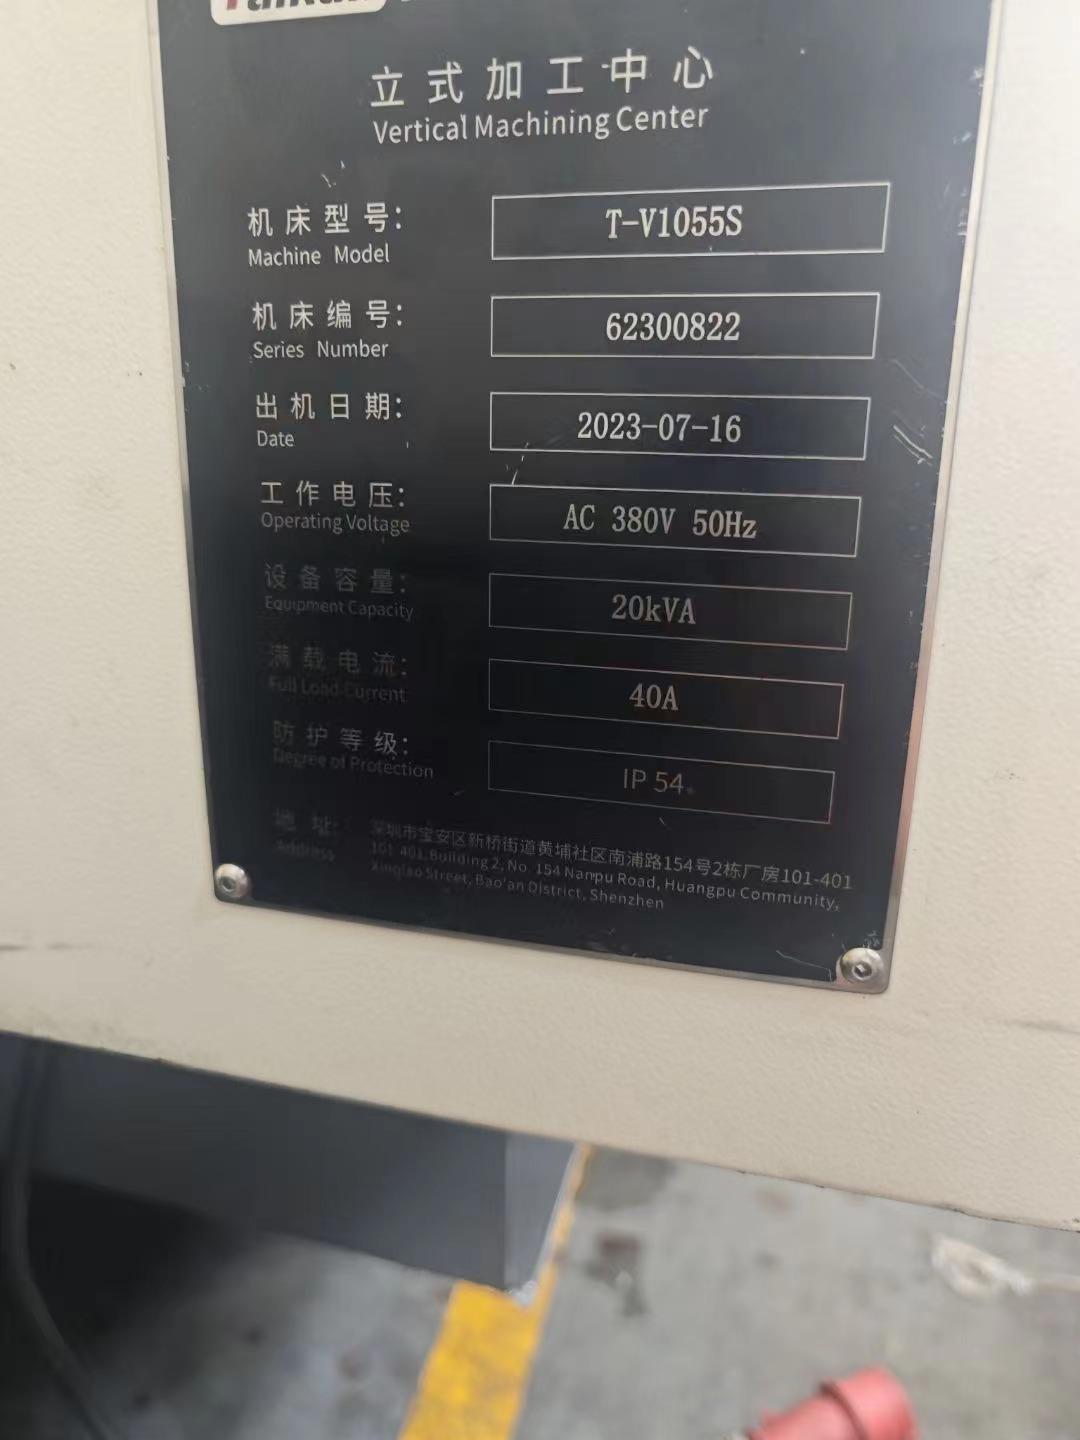 立式加工中心
Vertical Machining Center
机床型号: T-V1055S
Machine Model
机床编号: 62300822
Series Number
出机日期: 2023-07-16
Date
工作电压: AC 380V 50Hz
Operating Voltage
设备容量: 20kVA
Equipment Capacity
满载电流: 40A
Full Load Current
防护等级: IP 54
Degree of Protection
地址: 深圳市宝安区新桥街道黄埔社区南浦路154号2栋厂房101-401
Address 101-401,Building 2, No. 154 Nanpu Road, Huangpu Community,
Xinqiao Street, Bao'an District, Shenzhen